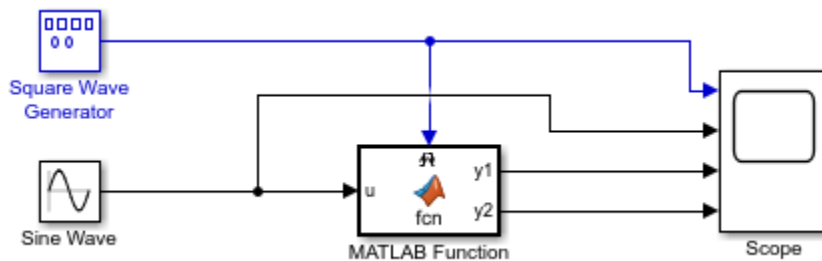 Square Wave
Generator
Sine Wave
u
fcn
y1
y2
MATLAB Function
Scope